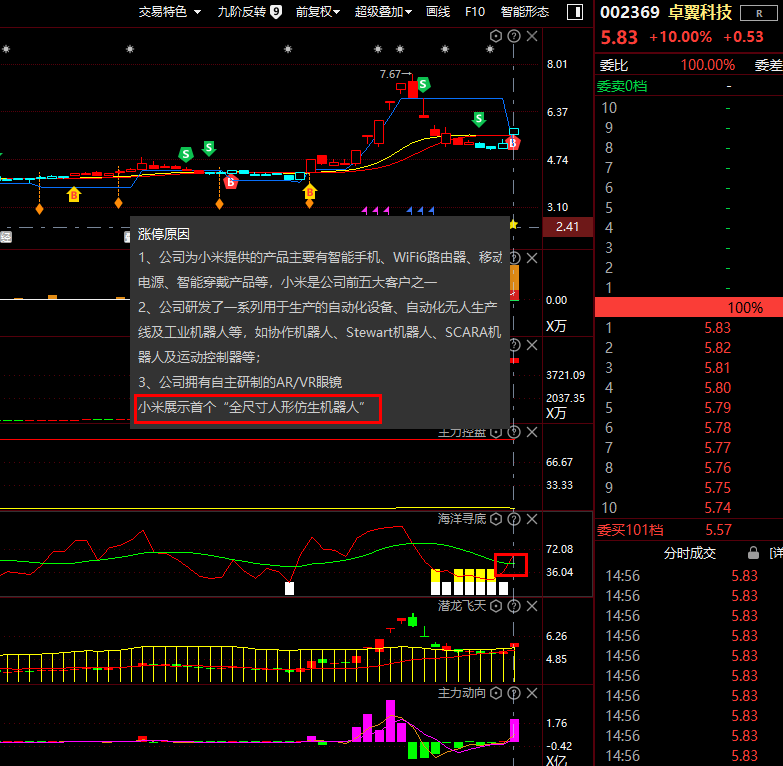 交易特色 九阶反转 9 前复权 超级叠加 画线 F10 智能形态
002369 卓翼科技 R
5.83 +10.00% +0.53
委比 100.00% 委差
委卖0档 -
10 -
9 -
8 -
7 -
6 -
5 -
4 -
3 -
2 -
1 -
100%
1 5.83
2 5.82
3 5.81
4 5.80
5 5.79
6 5.78
7 5.77
8 5.76
9 5.75
10 5.74
委买101档 5.57
分时成交 [详
14:56 5.83
14:56 5.83
14:56 5.83
14:56 5.83
14:56 5.83
14:56 5.83
14:56 5.83
14:56 5.83
14:56 5.83
14:56 5.83
7.67
S
S
S
S
B
B
B
B
8.01
6.37
4.74
3.10
2.41
涨停原因
1、公司为小米提供的产品主要有智能手机、WiFi6路由器、移动
电源、智能穿戴产品等，小米是公司前五大客户之一
2、公司研发了一系列用于生产的自动化设备、自动化无人生产
线及工业机器人等，如协作机器人、Stewart机器人、SCARA机
器人及运动控制器等；
3、公司拥有自主研制的AR/VR眼镜
小米展示首个“全尺寸人形仿生机器人”
0.00
X万
3721.09
2037.35
X万
主力控盘
66.67
33.33
海洋寻底
72.08
36.04
潜龙飞天
6.26
4.85
主力动向
1.76
-0.42
X亿